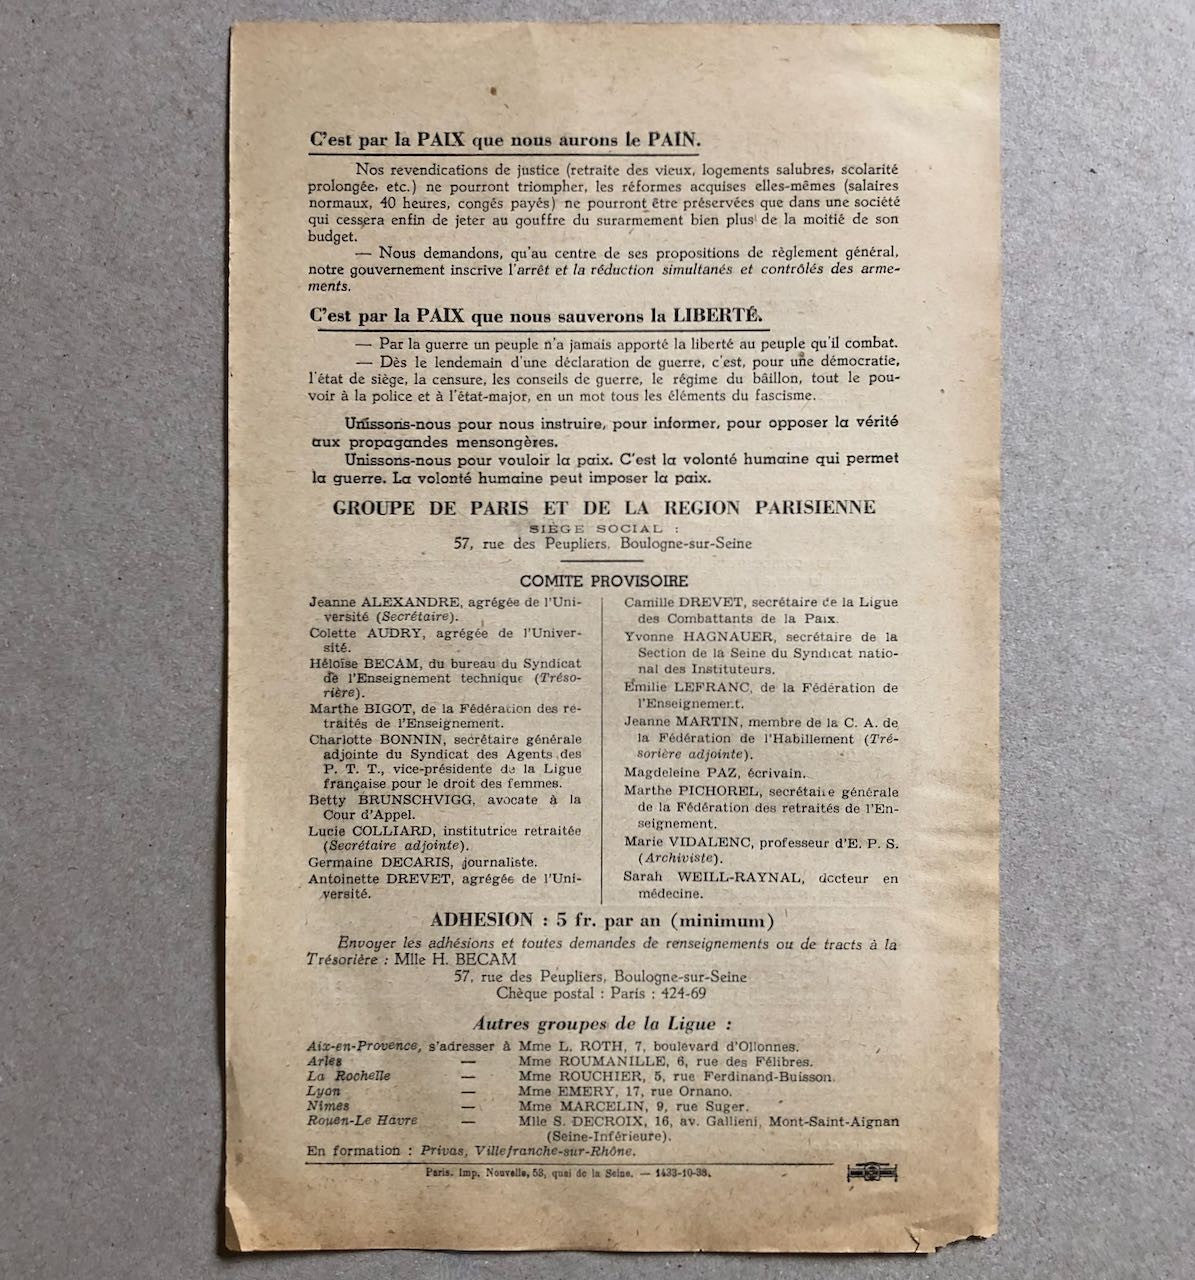 C'est par la PAIX que nous aurons le PAIN.
Nos revendications de justice (retraite des vieux, logements salubres, scolarité
prolongée, etc.) ne pourront triompher, les réformes acquises elles-mêmes (salaires
normaux, 40 heures, congés payés) ne pourront être préservées que dans une société
qui cessera enfin de jeter au gouffre du surarmement bien plus de la moitié de son
budget.
— Nous demandons, qu'au centre de ses propositions de règlement général,
notre gouvernement inscrive l'arrêt et la réduction simultanés et contrôlés des arme-
ments.
C'est par la PAIX que nous sauverons la LIBERTÉ.
— Par la guerre un peuple n'a jamais apporté la liberté au peuple qu'il combat.
— Dès le lendemain d'une déclaration de guerre, c'est, pour une démocratie,
l'état de siège, la censure, les conseils de guerre, le régime du bâillon, tout le pou-
voir à la police et à l'état-major, en un mot tous les éléments du fascisme.
Unissons-nous pour nous instruire, pour informer, pour opposer la vérité
aux propagandes mensongères.
Unissons-nous pour vouloir la paix. C'est la volonté humaine qui permet
la guerre. La volonté humaine peut imposer la paix.
GROUPE DE PARIS ET DE LA REGION PARISIENNE
SIÈGE SOCIAL :
57, rue des Peupliers, Boulogne-sur-Seine
COMITE PROVISOIRE
Jeanne ALEXANDRE, agrégée de l'Uni-
versité (Secrétaire).
Colette AUDRY, agrégée de l'Univer-
sité.
Héloïse BECAM, du bureau du Syndicat
de l'Enseignement technique (Tréso-
rière).
Marthe BIGOT, de la Fédération des re-
traités de l'Enseignement.
Charlotte BONNIN, secrétaire générale
adjointe du Syndicat des Agents des
P. T. T., vice-présidente de la Ligue
française pour le droit des femmes.
Betty BRUNSCHVIGG, avocate à la
Cour d'Appel.
Lucie COLLIARD, institutrice retraitée
(Secrétaire adjointe).
Germaine DECARIS, journaliste.
Antoinette DREVET, agrégée de l'Uni-
versité.
Camille DREVET, secrétaire de la Ligue
des Combattants de la Paix.
Yvonne HAGNAUER, secrétaire de la
Section de la Seine du Syndicat natio-
nal des Instituteurs.
Emilie LEFRANC, de la Fédération de
l'Enseignement.
Jeanne MARTIN, membre de la C. A. de
la Fédération de l'Habillement (Tré-
sorière adjointe).
Magdeleine PAZ, écrivain.
Marthe PICHOREL, secrétaire générale
de la Fédération des retraités de l'En-
seignement.
Marie VIDALENC, professeur d'E. P. S.
(Archiviste).
Sarah WEILL-RAYNAL, docteur en
médecine.
ADHESION : 5 fr. par an (minimum)
Envoyer les adhésions et toutes demandes de renseignements ou de tracts à la
Trésorière : Mlle H. BECAM
57, rue des Peupliers, Boulogne-sur-Seine
Chèque postal : Paris : 424-69
Autres groupes de la Ligue :
Aix-en-Provence, s'adresser à Mme L. ROTH, 7, boulevard d'Ollonnes.
Arles — Mme ROUMANILLE, 6, rue des Félibres.
La Rochelle — Mme ROUCHIER, 5, rue Ferdinand-Buisson.
Lyon — Mme EMERY, 17, rue Ornano.
Nîmes — Mme MARCELIN, 9, rue Suger.
Rouen-Le Havre — Mlle S. DECROIX, 16, av. Gallieni, Mont-Saint-Aignan
(Seine-Inférieure).
En formation : Privas, Villefranche-sur-Rhône.
Paris. Imp. Nouvelle, 53, quai de la Seine. — 1433-10-38.